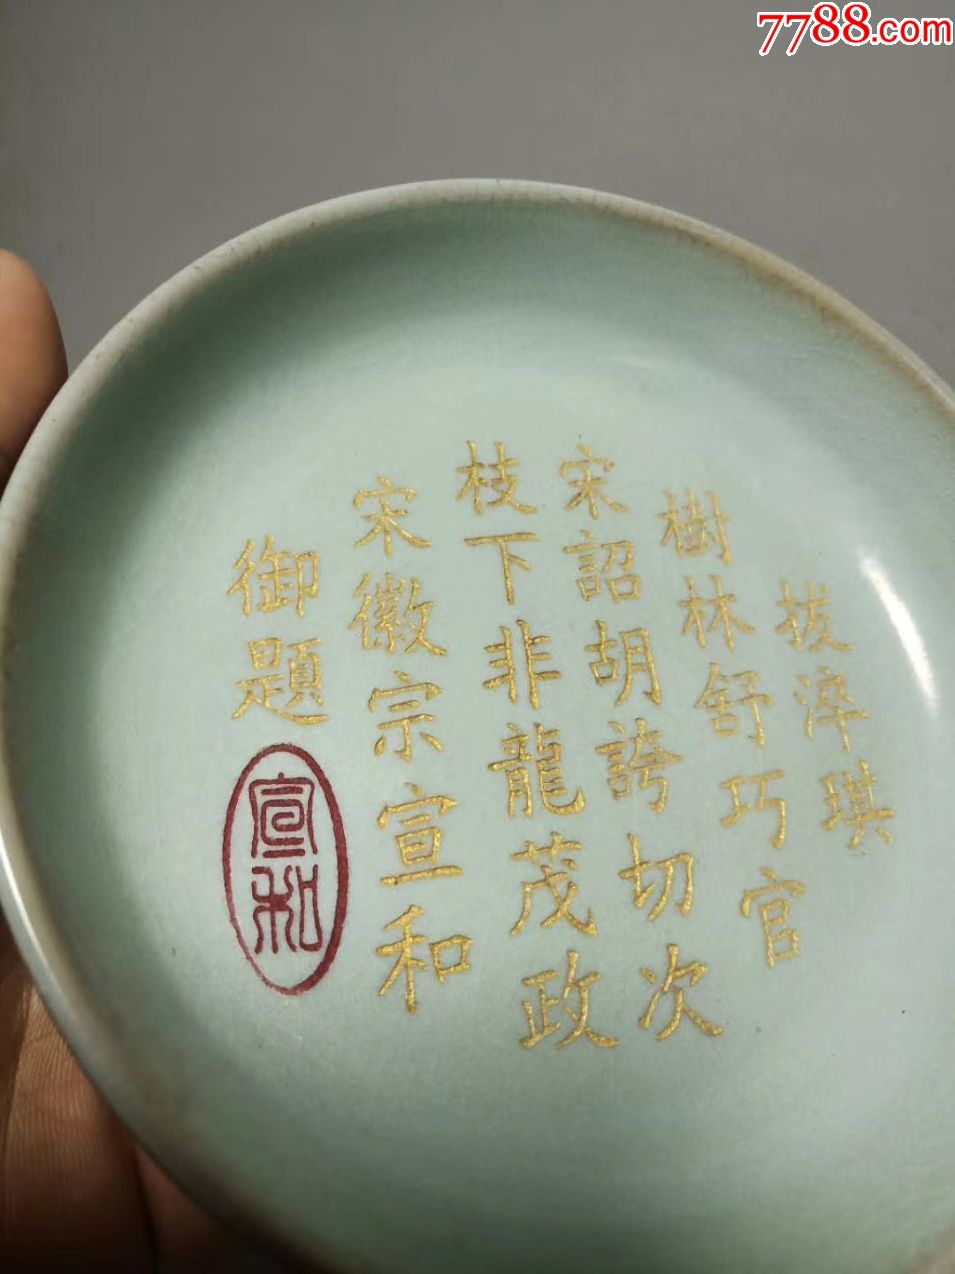 7788.com
拔滓琪
樹林舒巧官
宋詔胡誇切次
枝下非龍茂政
宋徽宗宣和
御題
宣和